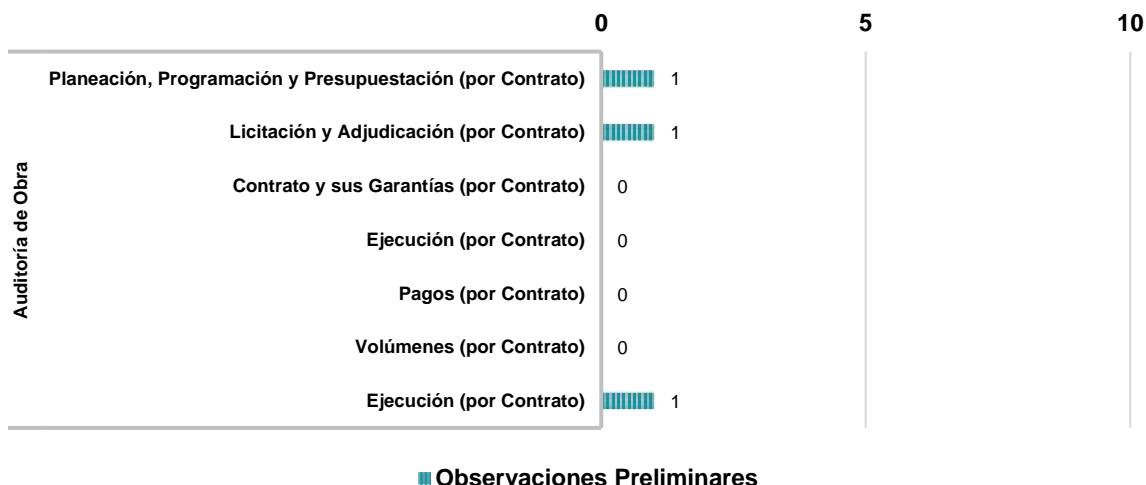 0 5 10
Auditoría de Obra
Planeación, Programación y Presupuestación (por Contrato) 1
Licitación y Adjudicación (por Contrato) 1
Contrato y sus Garantías (por Contrato) 0
Ejecución (por Contrato) 0
Pagos (por Contrato) 0
Volúmenes (por Contrato) 0
Ejecución (por Contrato) 1
Observaciones Preliminares